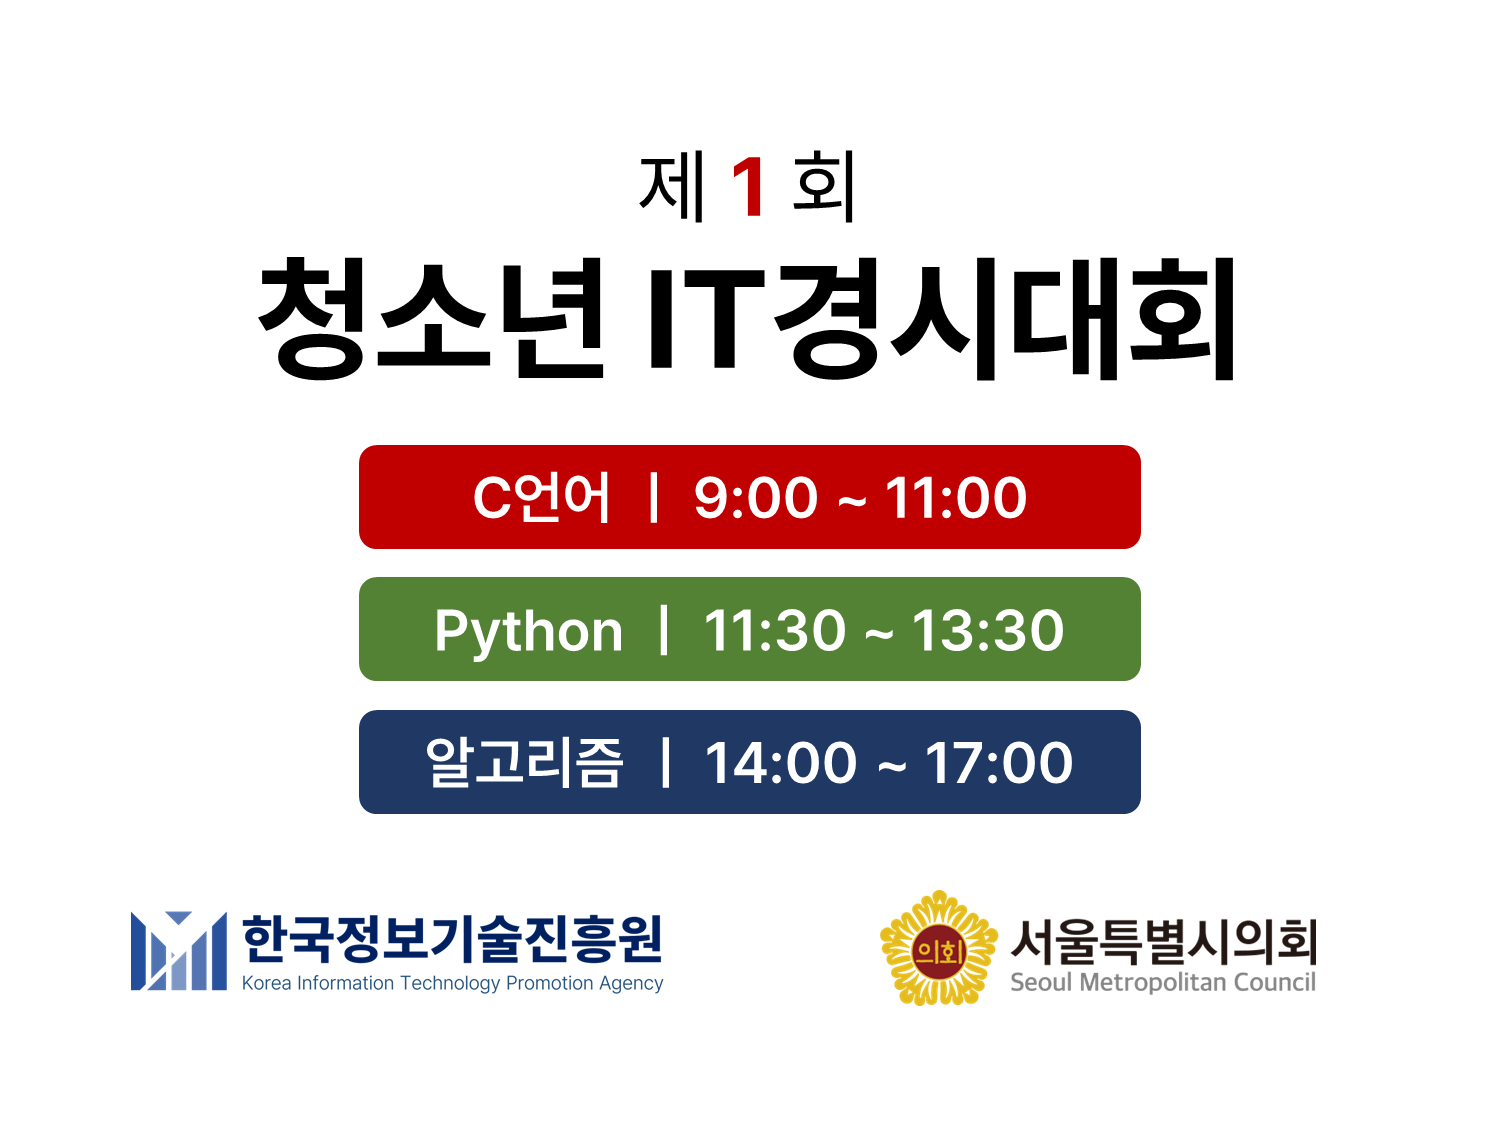 제 1 회
청소년 IT경시대회
C언어 | 9:00 ~ 11:00
Python | 11:30 ~ 13:30
알고리즘 | 14:00 ~ 17:00
한국정보기술진흥원
Korea Information Technology Promotion Agency
의회
서울특별시의회
Seoul Metropolitan Council